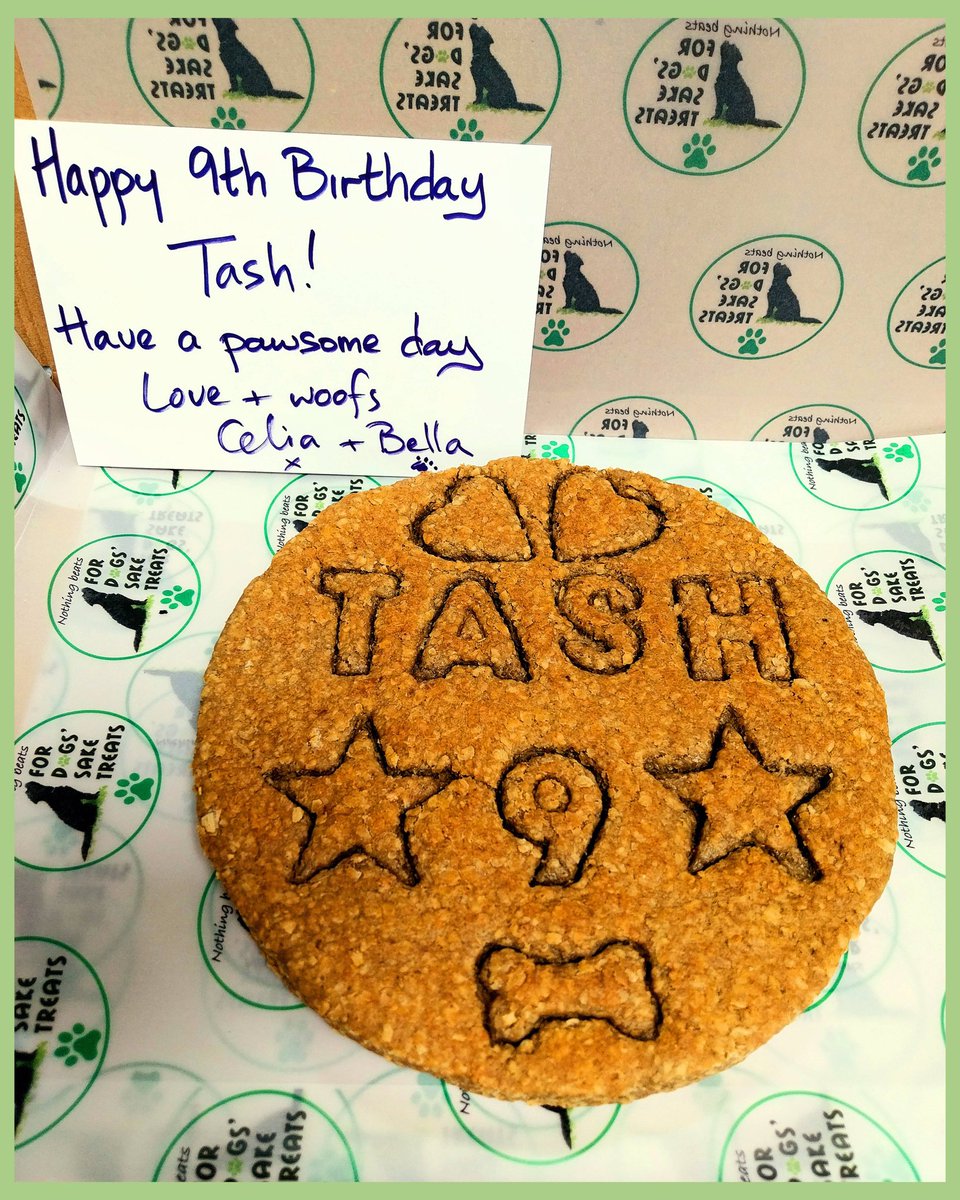 Happy 9th Birthday
Tash!
Have a pawsome day
Love + woofs
Celia + Bella
x
TASH
9
Nothing beats
FOR
DOGS'
SAKE
TREATS